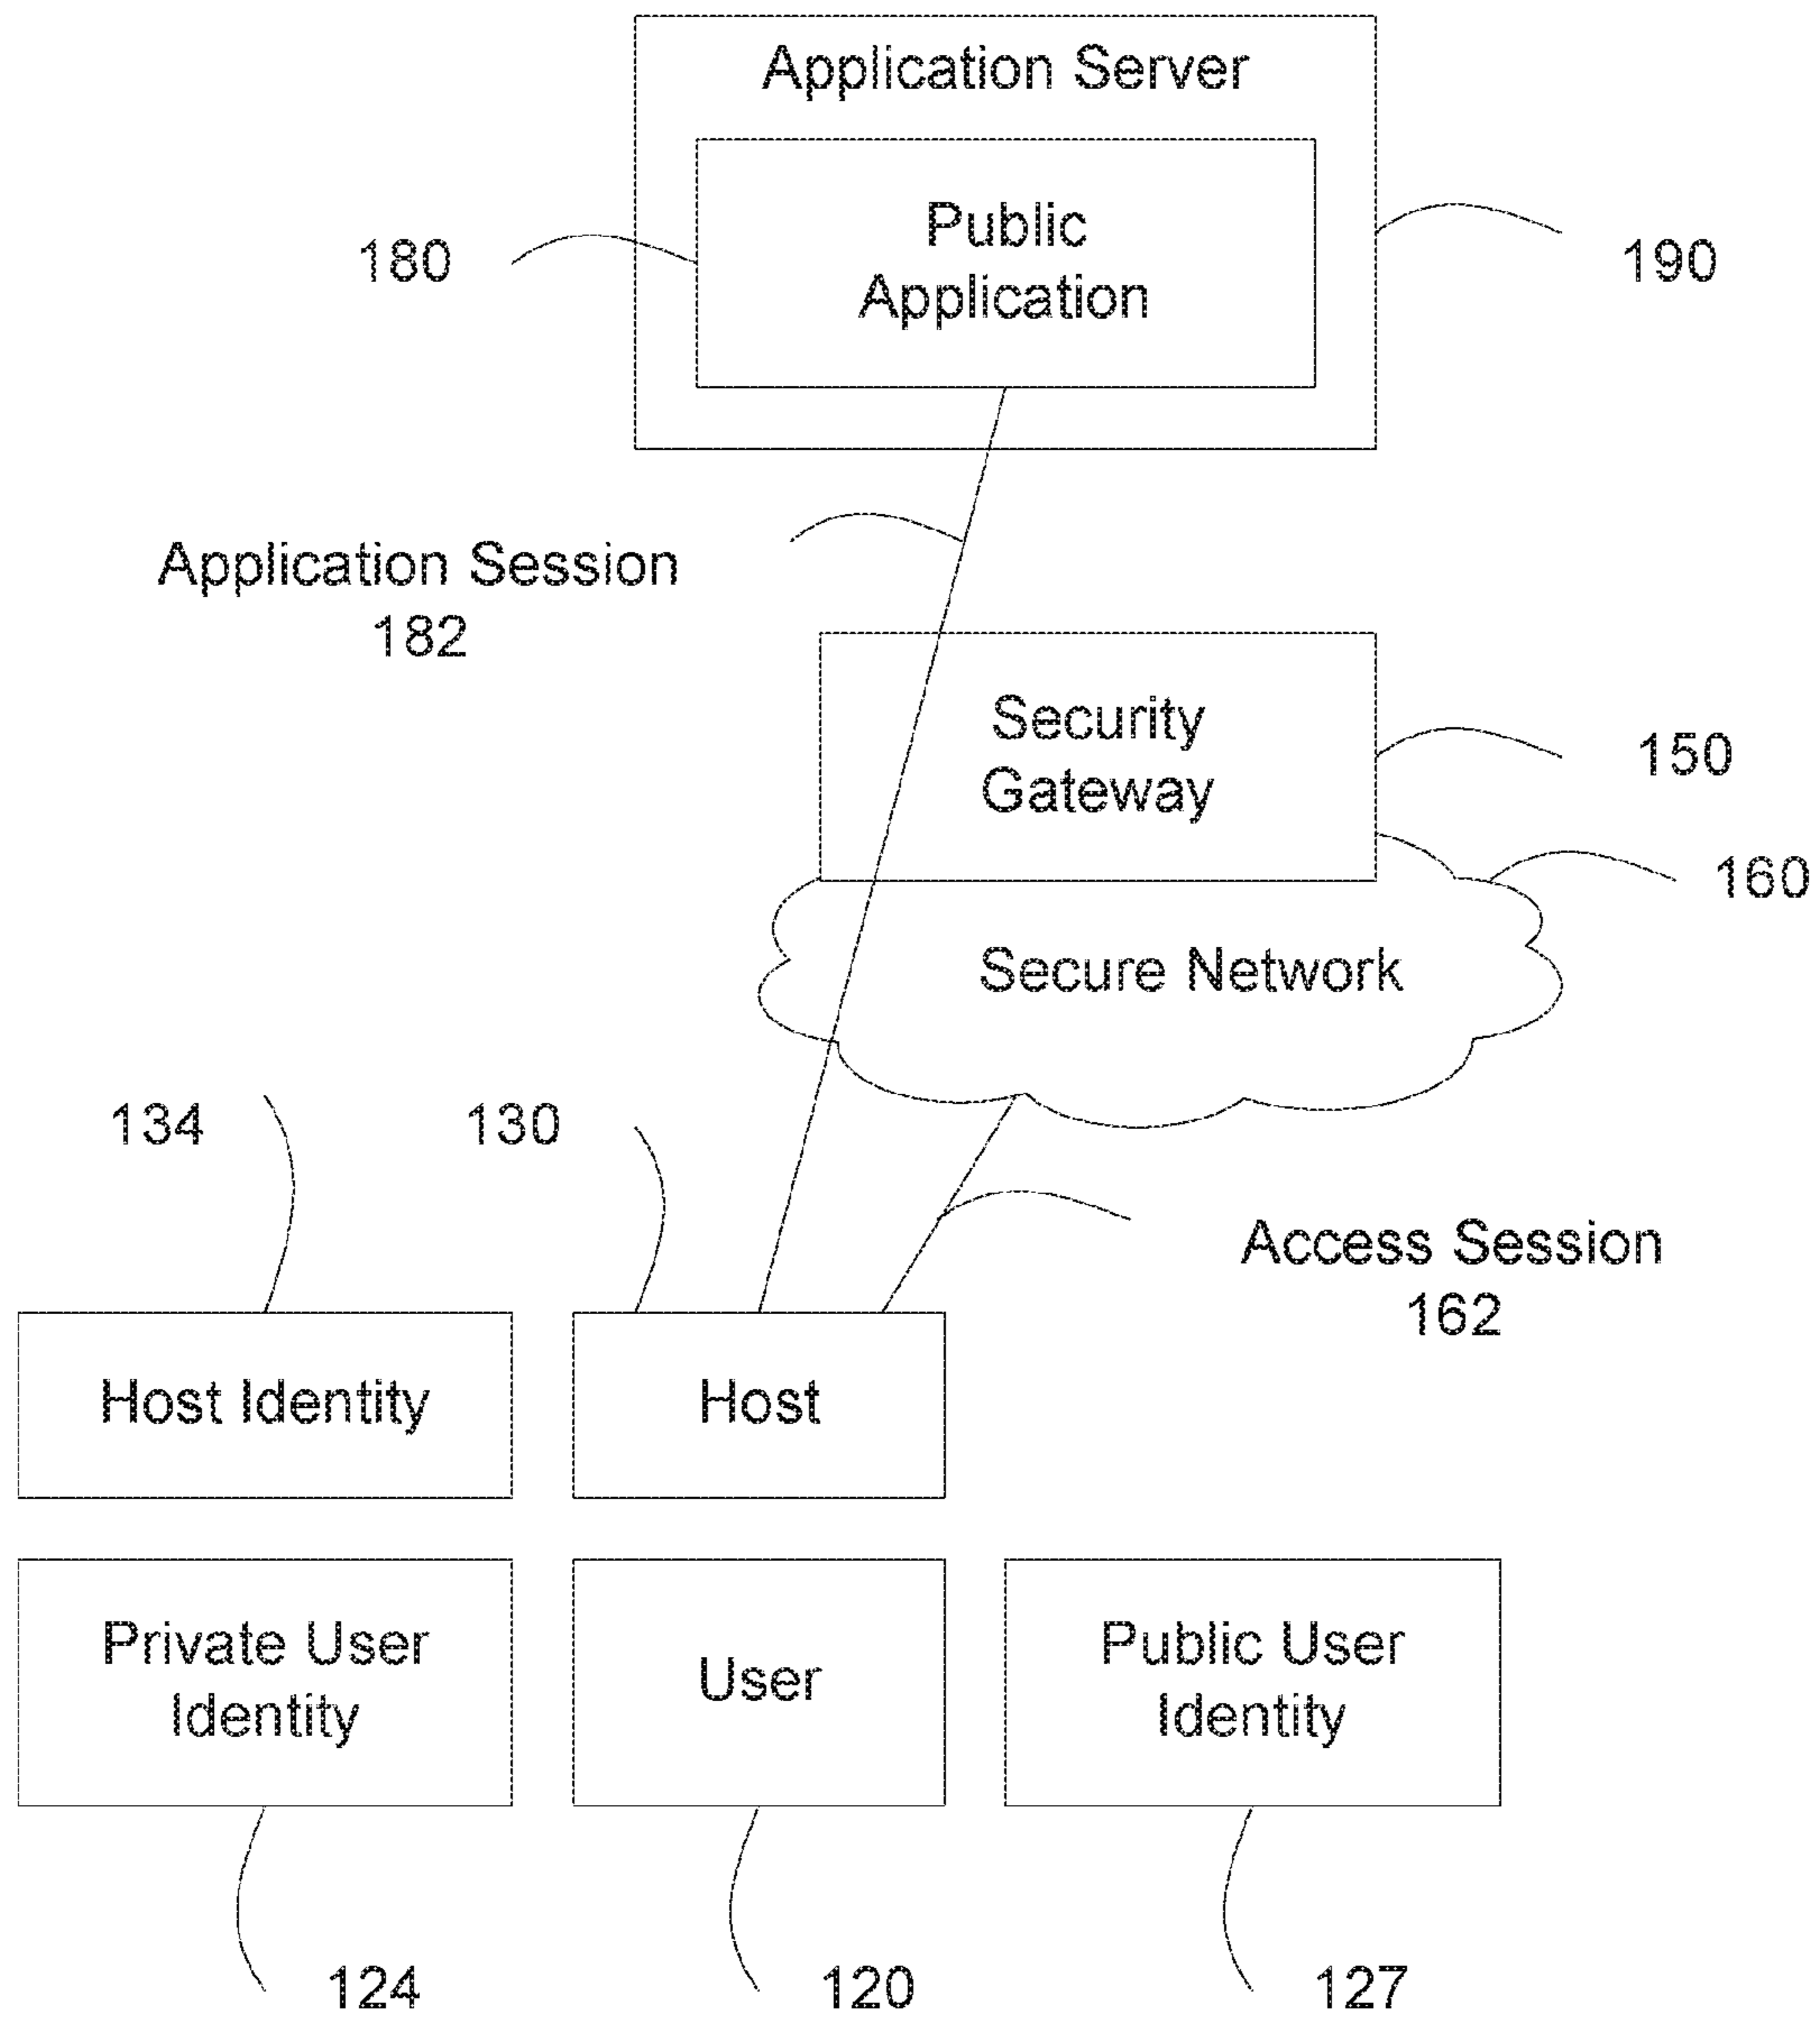 Application Server
Public
Application
180
190
Application Session
182
Security
Gateway
150
160
Secure Network
134
130
Access Session
162
Host Identity
Host
Private User
Identity
User
Public User
Identity
124
120
127